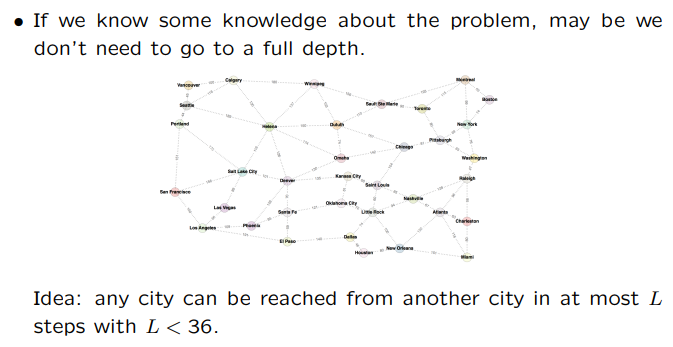 • If we know some knowledge about the problem, may be we
don't need to go to a full depth.
Vancouver
Calgary
Winnipeg
Montreal
Seattle
Sault Ste Marie
Boston
Toronto
Portland
Helena
Duluth
New York
Pittsburgh
Chicago
Omaha
Washington
Salt Lake City
Denver
Kansas City
Saint Louis
Raleigh
San Francisco
Nashville
Las Vegas
Santa Fe
Oklahoma City
Little Rock
Atlanta
Charleston
Los Angeles
Phoenix
El Paso
Dallas
Houston
New Orleans
Miami
Idea: any city can be reached from another city in at most L
steps with L < 36.